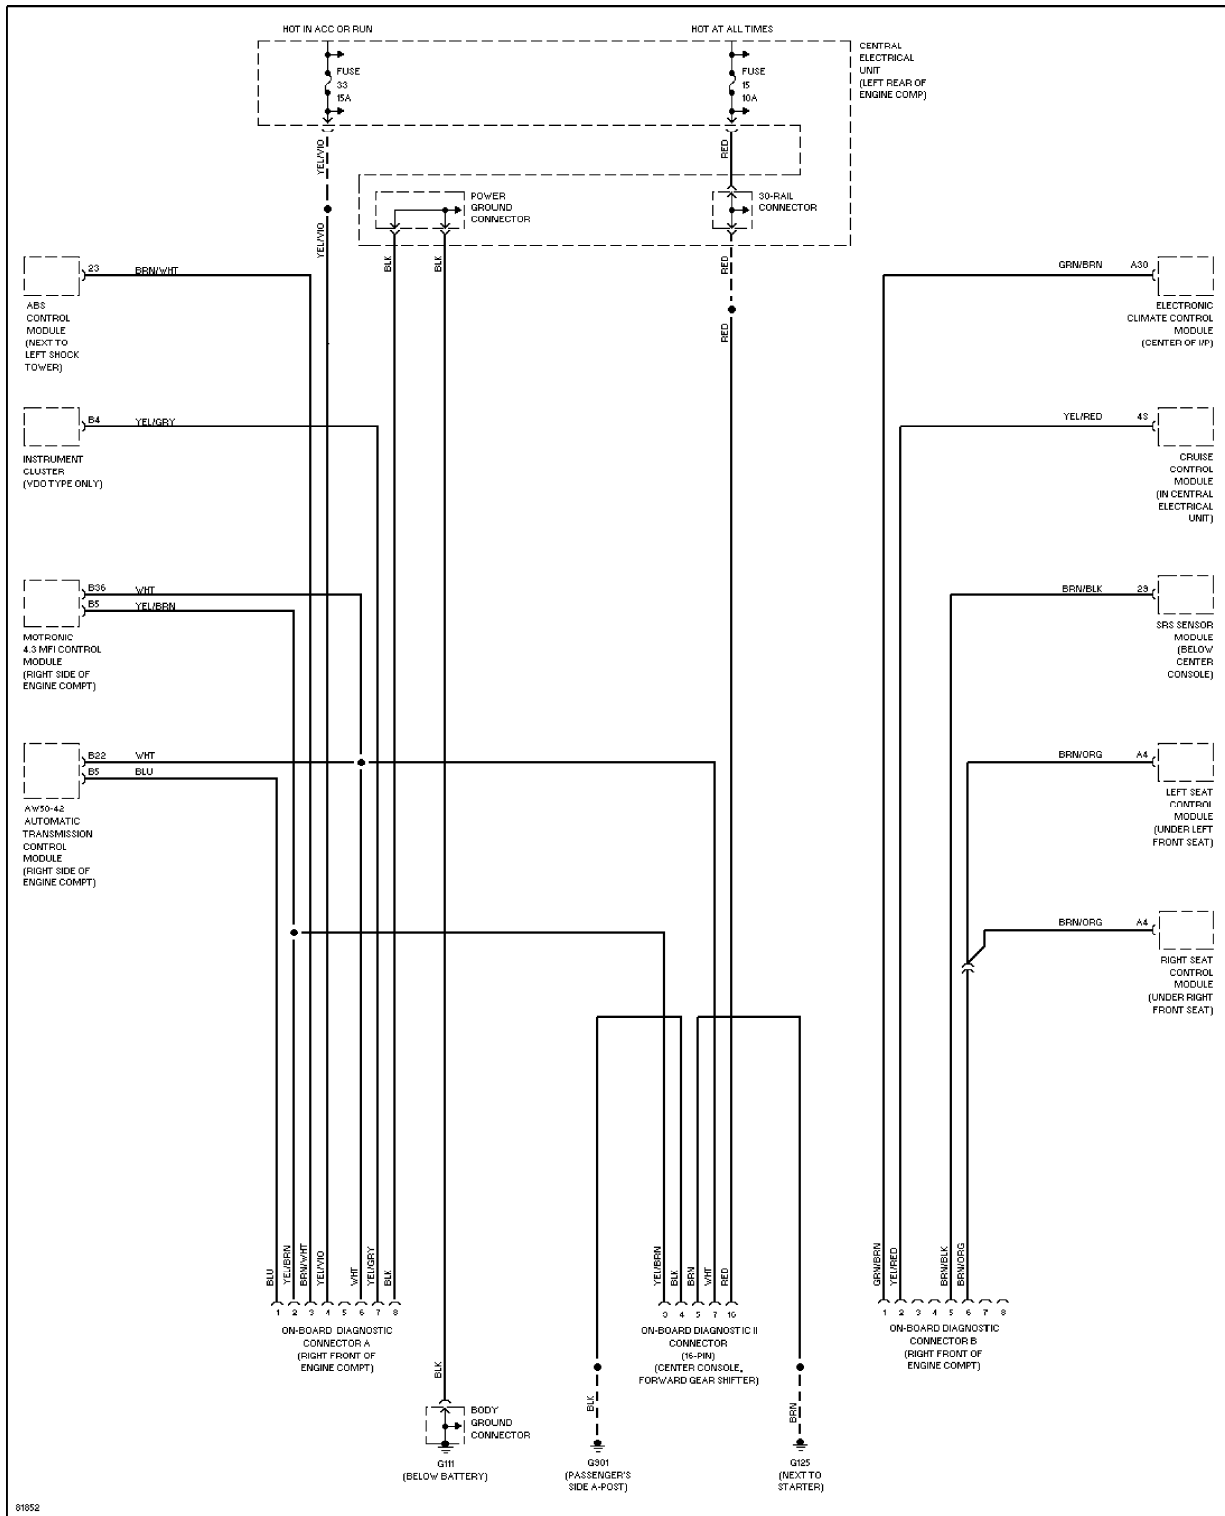 HOT IN ACC OR RUN
HOT AT ALL TIMES
FUSE
33
15A
FUSE
15
10A
CENTRAL
ELECTRICAL
UNIT
(LEFT REAR OF
ENGINE COMP)
YEL/VIO
RED
POWER
GROUND
CONNECTOR
30-RAIL
CONNECTOR
YEL/VIO
BLK
BLK
RED
RED
23
BRN/WHT
ABS
CONTROL
MODULE
(NEXT TO
LEFT SHOCK
TOWER)
GRN/BRN
A30
ELECTRONIC
CLIMATE CONTROL
MODULE
(CENTER OF I/P)
B4
YEL/GRY
INSTRUMENT
CLUSTER
(VDO TYPE ONLY)
YEL/RED
CRUISE
CONTROL
MODULE
(IN CENTRAL
ELECTRICAL
UNIT)
B36
WHT
B5
YEL/BRN
MOTRONIC
4.3 MFI CONTROL
MODULE
(RIGHT SIDE OF
ENGINE COMPT)
BRN/BLK
29
SRS SENSOR
MODULE
(BELOW
CENTER
CONSOLE)
B22
WHT
B5
BLU
AW50-42
AUTOMATIC
TRANSMISSION
CONTROL
MODULE
(RIGHT SIDE OF
ENGINE COMPT)
BRN/ORG
A4
LEFT SEAT
CONTROL
MODULE
(UNDER LEFT
FRONT SEAT)
BRN/ORG
A4
RIGHT SEAT
CONTROL
MODULE
(UNDER RIGHT
FRONT SEAT)
BLU
YEL/BRN
BRN/WHT
YEL/VIO
WHT
YEL/GRY
BLK
1 2 3 4 5 6 7 8
ON-BOARD DIAGNOSTIC
CONNECTOR A
(RIGHT FRONT OF
ENGINE COMPT)
YEL/BRN
BLK
BRN
WHT
RED
3 4 5 7 16
ON-BOARD DIAGNOSTIC II
CONNECTOR
(16-PIN)
(CENTER CONSOLE,
FORWARD GEAR SHIFTER)
GRN/BRN
YEL/RED
BRN/BLK
BRN/ORG
1 2 3 4 5 6 7 8
ON-BOARD DIAGNOSTIC
CONNECTOR B
(RIGHT FRONT OF
ENGINE COMPT)
BLK
BODY
GROUND
CONNECTOR
G111
(BELOW BATTERY)
BLK
G301
(PASSENGER'S
SIDE A-POST)
BRN
G125
(NEXT TO
STARTER)
81852